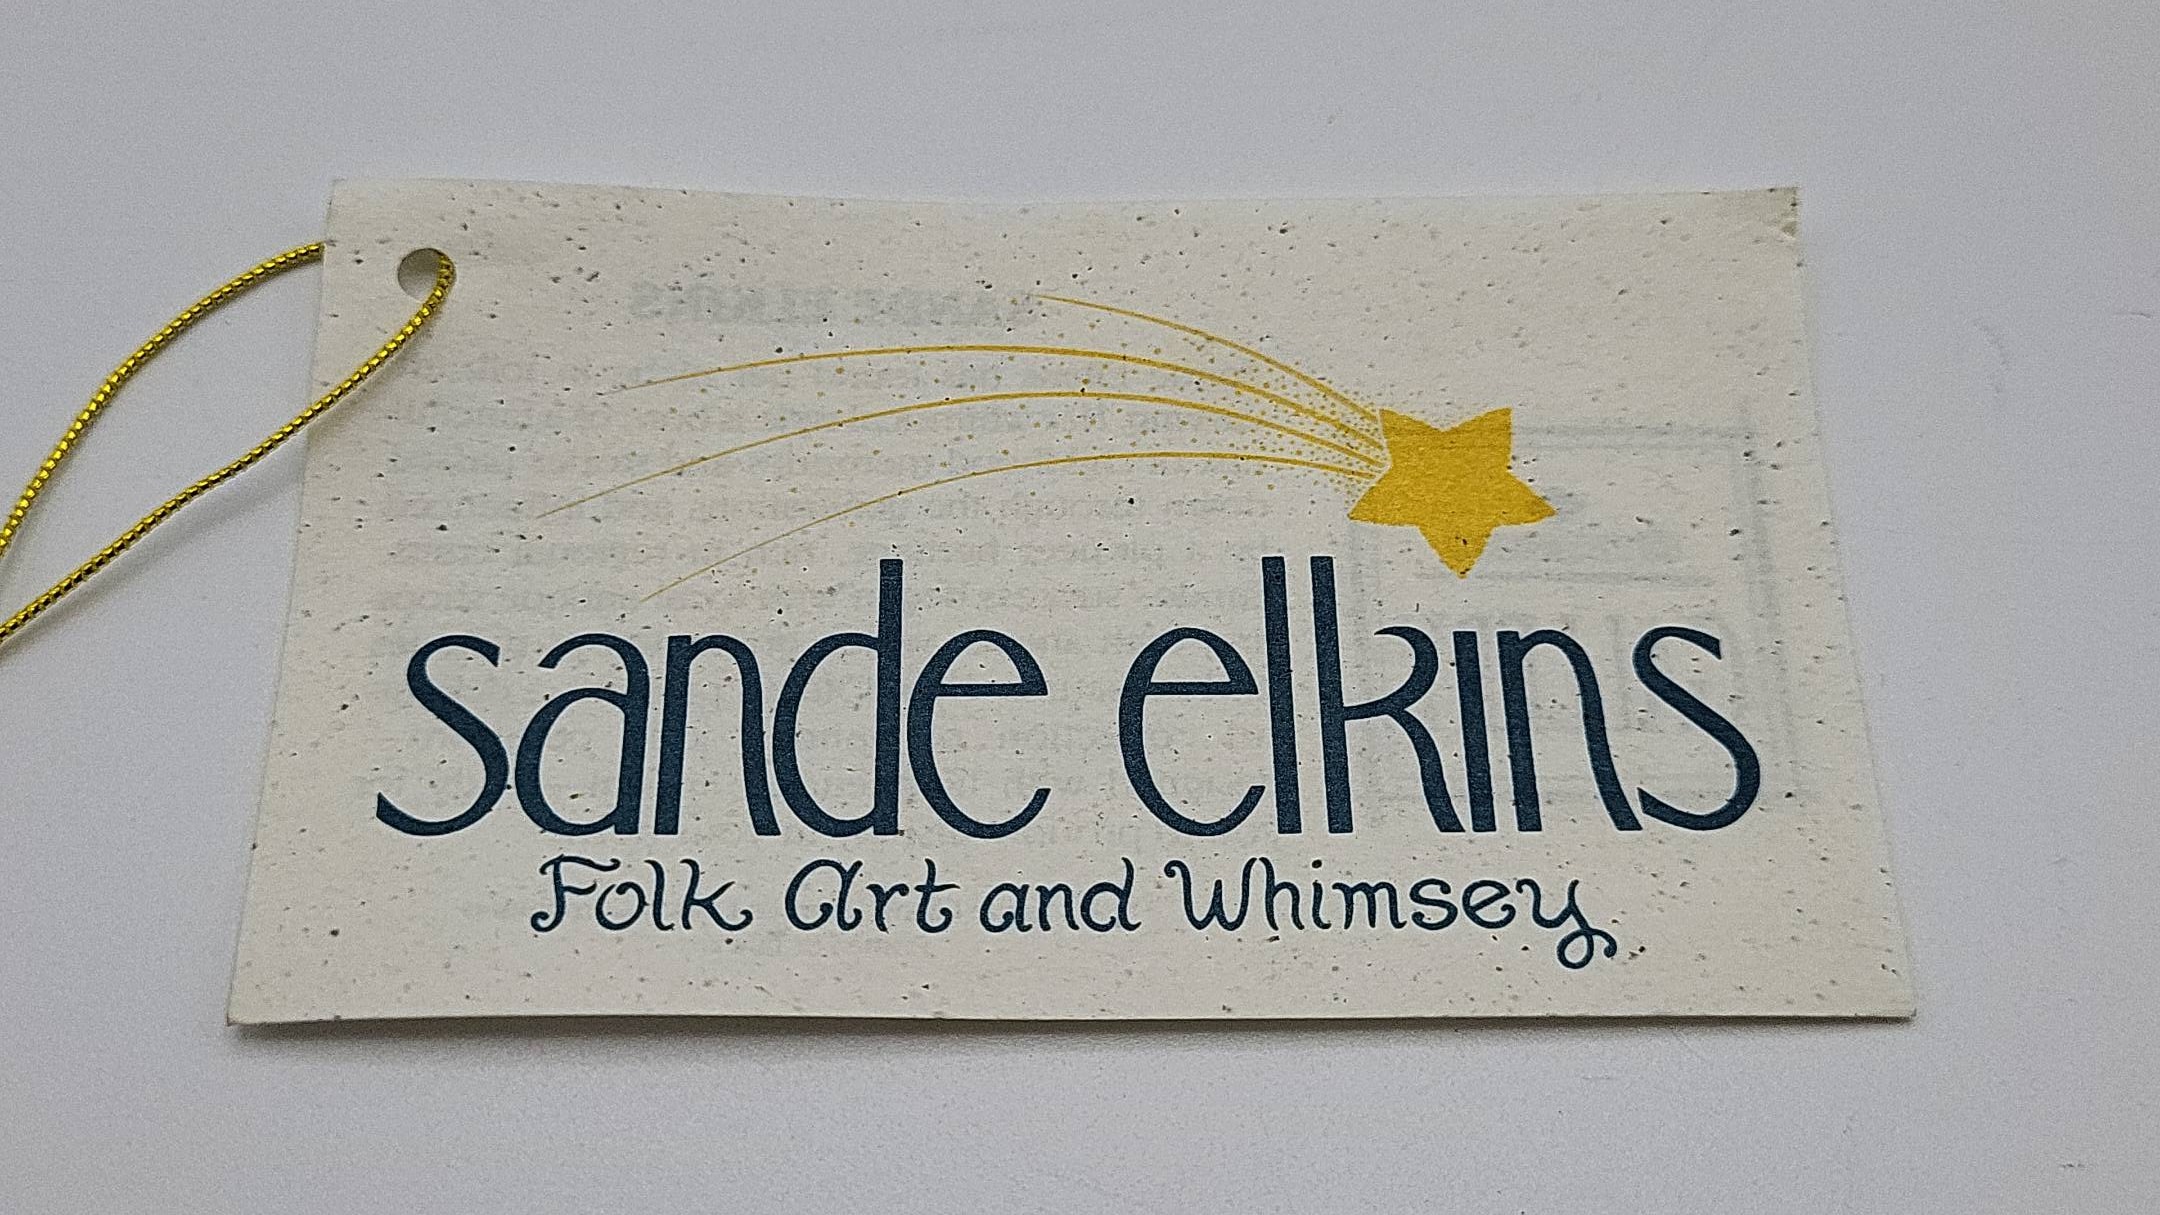 sande elkins
Folk Art and Whimsey